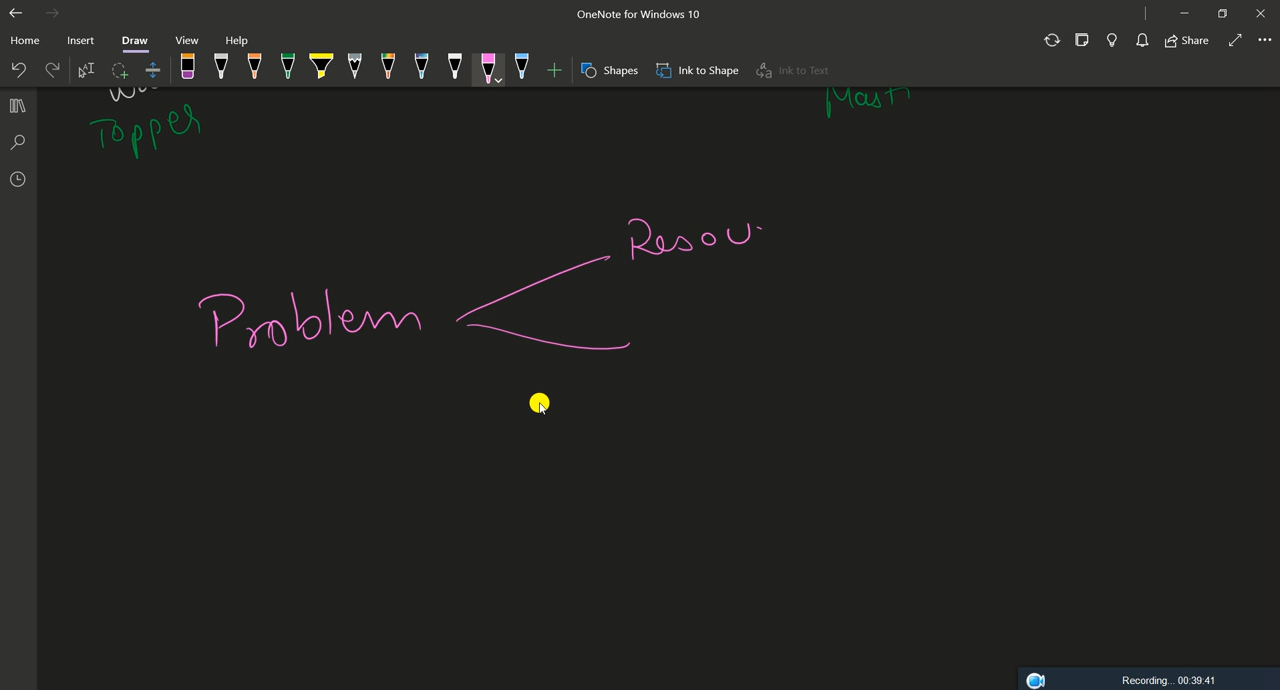 OneNote for Windows 10
Home Insert Draw View Help
Share
Shapes Ink to Shape Ink to Text
Topper
Masti
Resou
Problem
Recording... 00:39:41